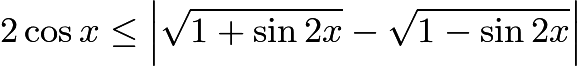 2 cos x ≤ |√(1 + sin 2x) − √(1 − sin 2x)|